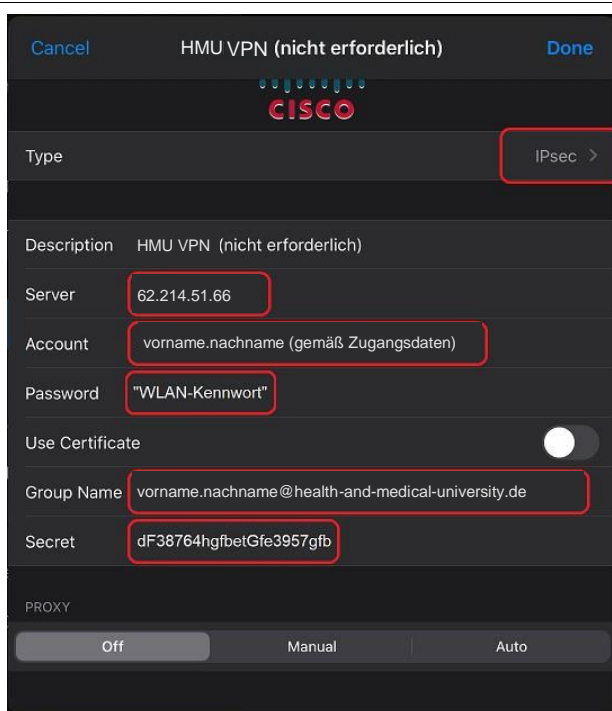 Cancel HMU VPN (nicht erforderlich) Done
CISCO
Type IPsec >
Description HMU VPN (nicht erforderlich)
Server 62.214.51.66
Account vorname.nachname (gemäß Zugangsdaten)
Password "WLAN-Kennwort"
Use Certificate
Group Name vorname.nachname@health-and-medical-university.de
Secret dF38764hgfbetGfe3957gfb
PROXY
Off Manual Auto